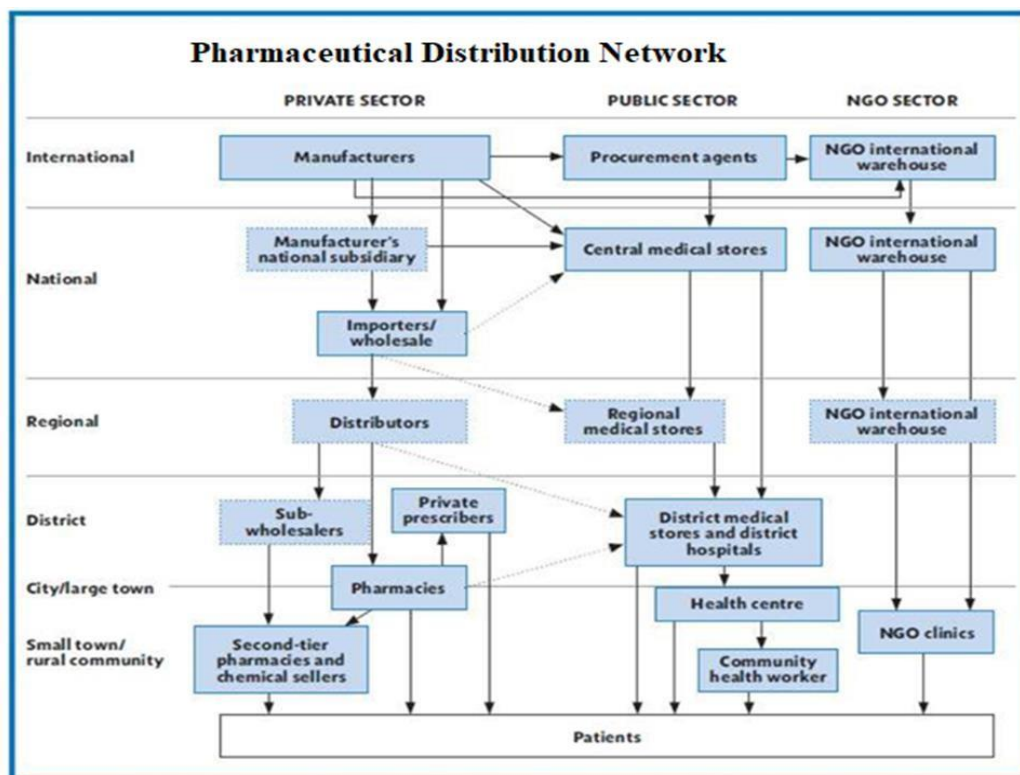 Pharmaceutical Distribution Network
PRIVATE SECTOR
PUBLIC SECTOR
NGO SECTOR
International
Manufacturers
Procurement agents
NGO international
warehouse
National
Manufacturer's
national subsidiary
Central medical stores
NGO international
warehouse
Importers/
wholesale
Regional
Distributors
Regional
medical stores
NGO international
warehouse
District
Sub-
wholesalers
Private
prescribers
District medical
stores and district
hospitals
City/large town
Pharmacies
Health centre
Small town/
rural community
Second-tier
pharmacies and
chemical sellers
Community
health worker
NGO clinics
Patients